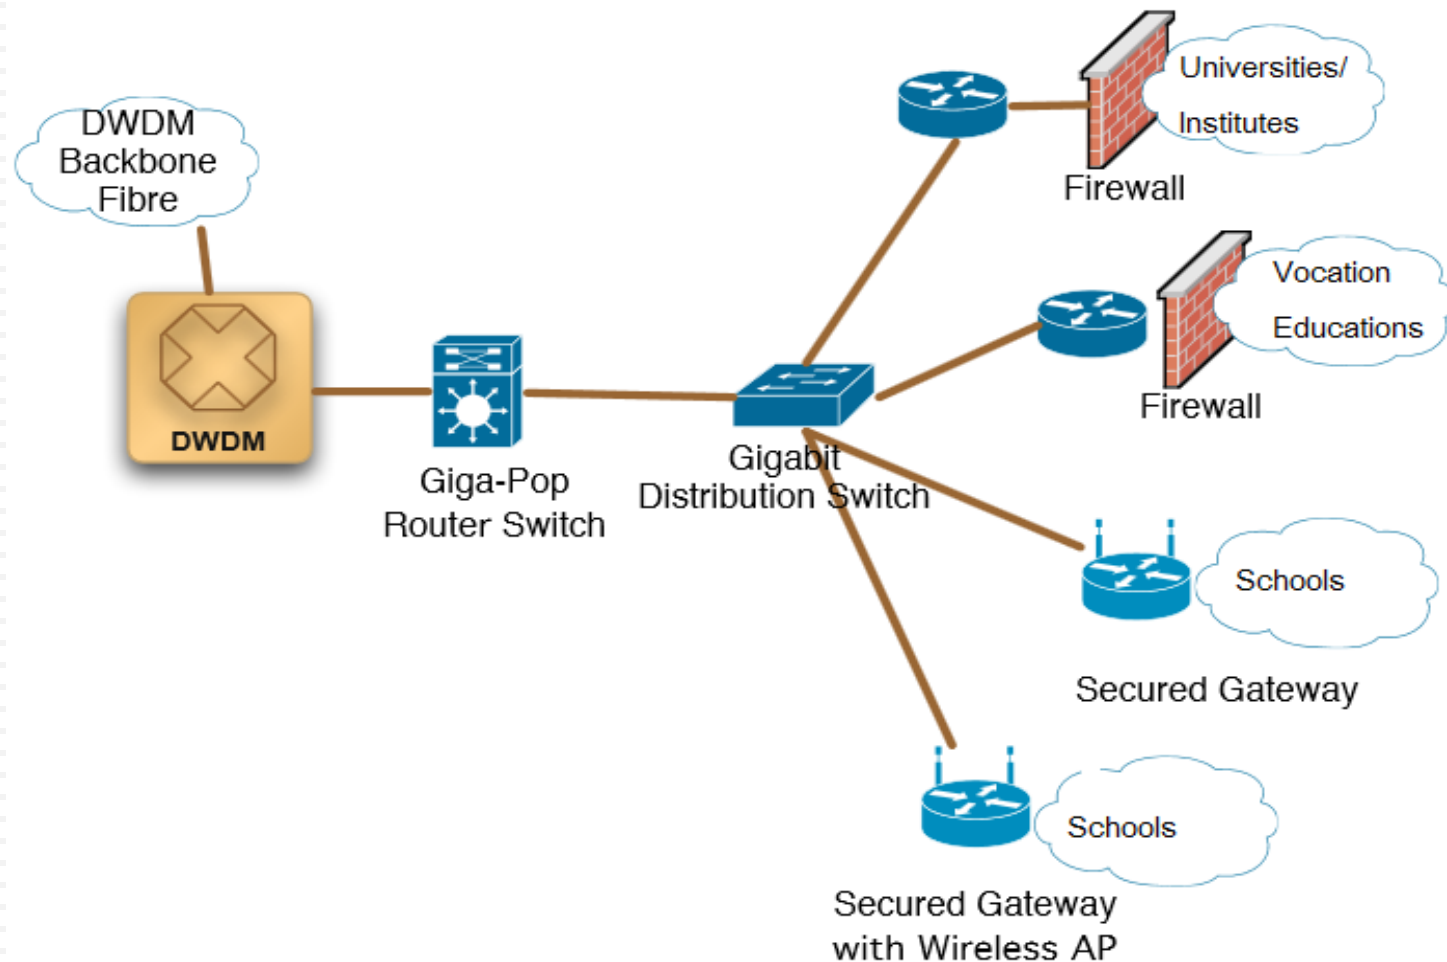 DWDM
Backbone
Fibre
DWDM
Giga-Pop
Router Switch
Gigabit
Distribution Switch
Universities/
Institutes
Firewall
Vocation
Educations
Firewall
Schools
Secured Gateway
Schools
Secured Gateway
with Wireless AP